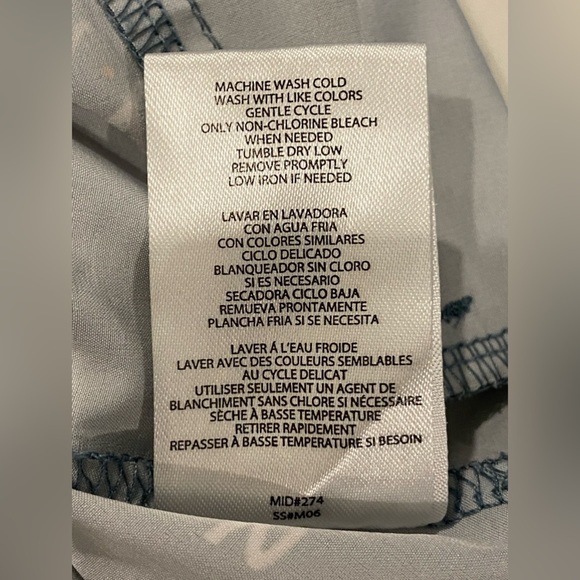 MACHINE WASH COLD
WASH WITH LIKE COLORS
GENTLE CYCLE
ONLY NON-CHLORINE BLEACH
WHEN NEEDED
TUMBLE DRY LOW
REMOVE PROMPTLY
LOW IRON IF NEEDED
LAVAR EN LAVADORA
CON AGUA FRIA
CON COLORES SIMILARES
CICLO DELICADO
BLANQUEADOR SIN CLORO
SI ES NECESARIO
SECADORA CICLO BAJA
REMUEVA PRONTAMENTE
PLANCHA FRIA SI SE NECESITA
LAVER Á L'EAU FROIDE
LAVER AVEC DES COULEURS SEMBLABLES
AU CYCLE DELICAT
UTILISER SEULEMENT UN AGENT DE
BLANCHIMENT SANS CHLORE SI NÉCESSAIRE
SÈCHE À BASSE TEMPERATURE
RETIRER RAPIDEMENT
REPASSER À BASSE TEMPERATURE SI BESOIN
MID#274
SS#M06